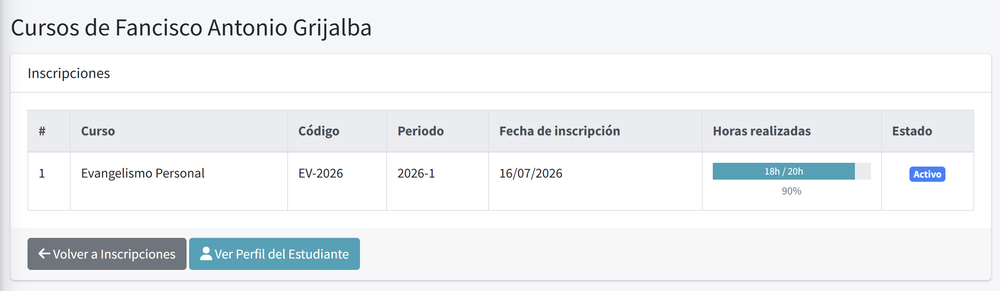 Cursos de Fancisco Antonio Grijalba
Inscripciones
# Curso Código Periodo Fecha de inscripción Horas realizadas Estado
1 Evangelismo Personal EV-2026 2026-1 16/07/2026 18h / 20h Activo
90%
Volver a Inscripciones Ver Perfil del Estudiante